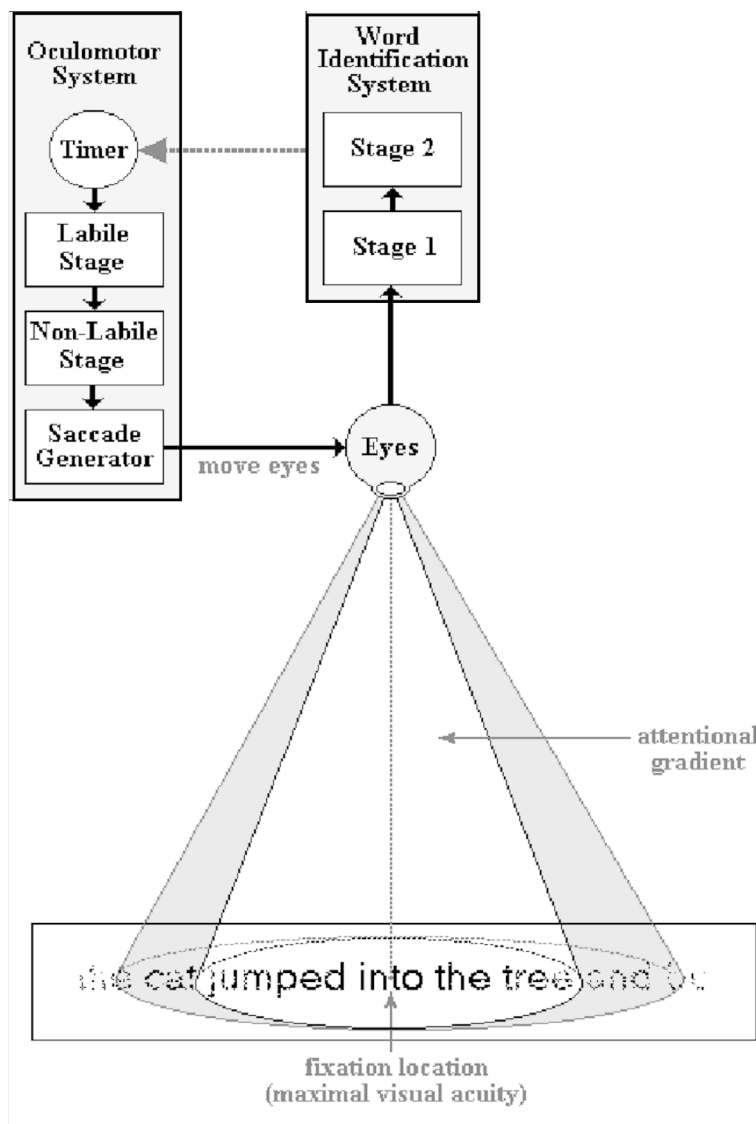 Oculomotor
System
Timer
Labile
Stage
Non-Labile
Stage
Saccade
Generator
Word
Identification
System
Stage 2
Stage 1
move eyes
Eyes
attentional
gradient
the cat jumped into the tree and
fixation location
(maximal visual acuity)